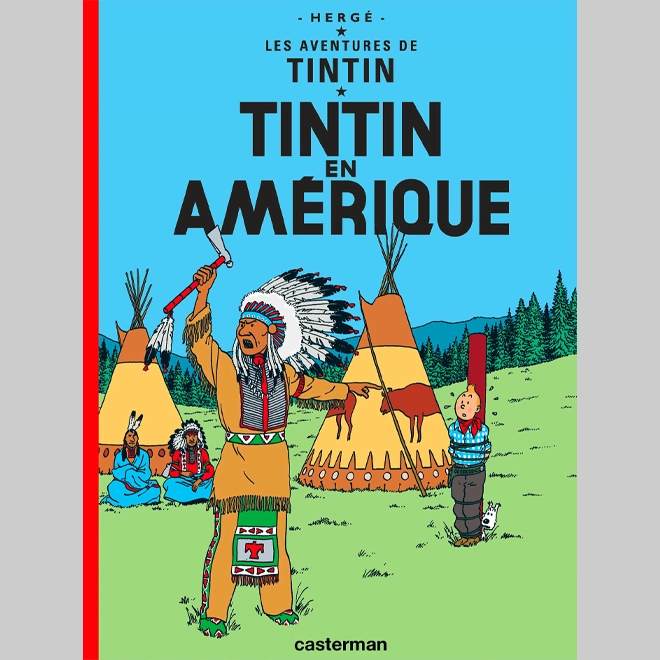 - HERGÉ -
★
LES AVENTURES DE
TINTIN
★
TINTIN
EN
AMÉRIQUE
casterman